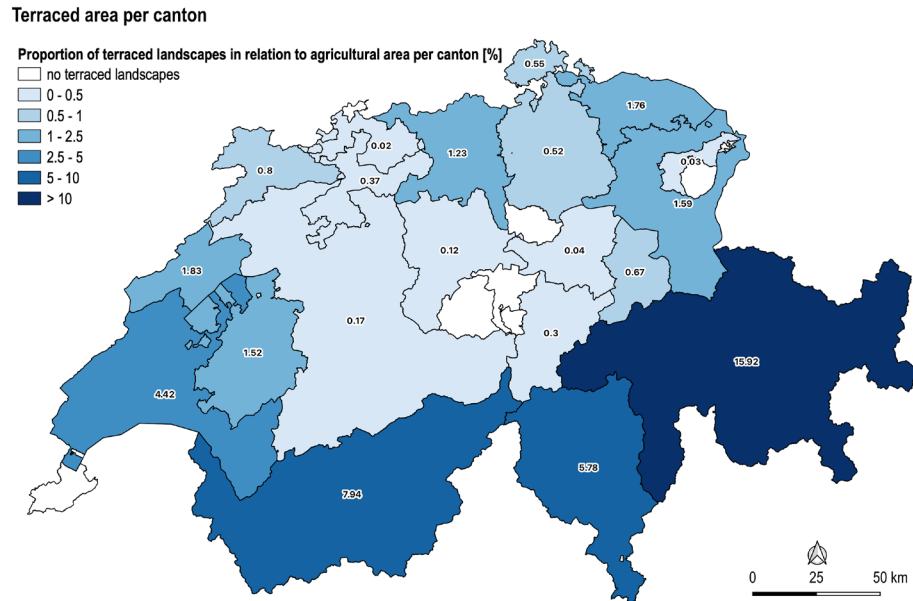 Terraced area per canton
Proportion of terraced landscapes in relation to agricultural area per canton [%]
no terraced landscapes
0 - 0.5
0.5 - 1
1 - 2.5
2.5 - 5
5 - 10
> 10
0.55
1.76
0.02
1.23
0.52
0.03
0.8
0.37
1.59
0.12
0.04
1.83
0.67
0.17
0.3
1.52
15.92
4.42
5.78
7.94
0 25 50 km